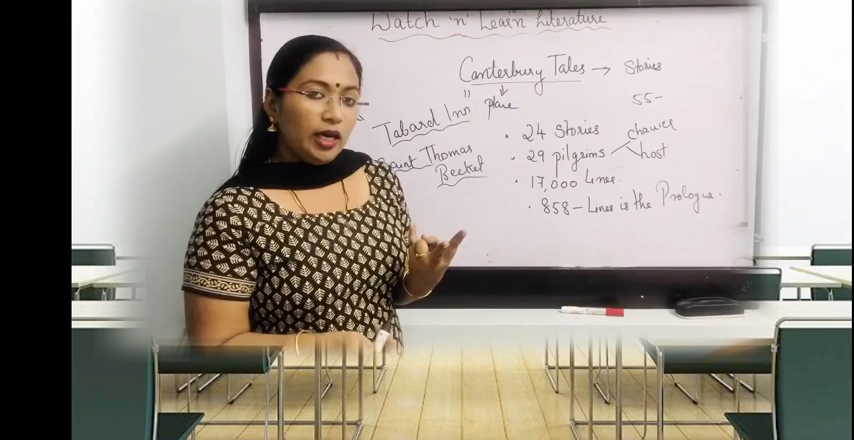 Watch 'n' Learn Literature
Canterbury Tales → Stories
" ↓ 55-
Tabard Inn place
Saint Thomas
Becket
• 24 Stories
• 29 pilgrims chawer
host
• 17,000 Lines
• 858 - Lines is the Prologue.